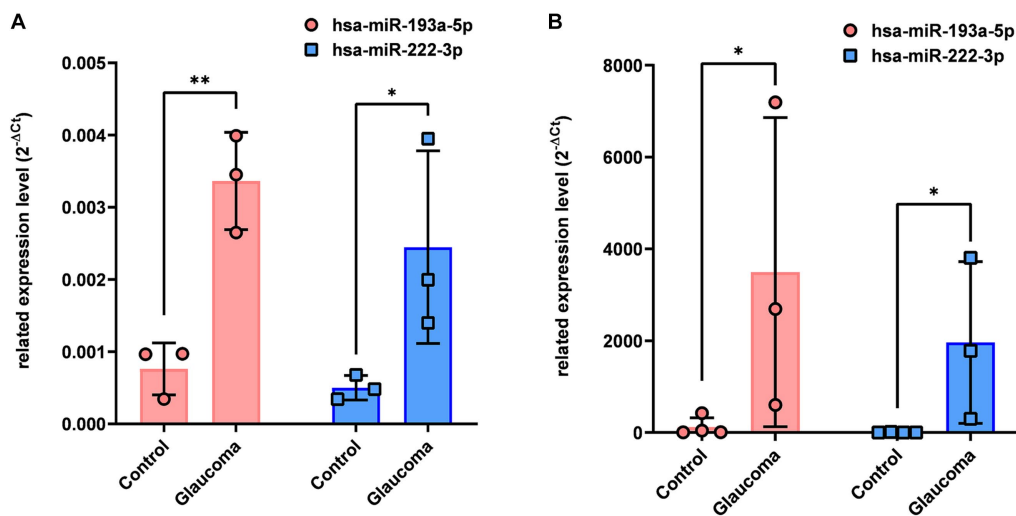 A
hsa-miR-193a-5p
hsa-miR-222-3p
related expression level (2^-ΔCt)
0.005
0.004
0.003
0.002
0.001
0.000
**
*
Control
Glaucoma
Control
Glaucoma
B
hsa-miR-193a-5p
hsa-miR-222-3p
related expression level (2^-ΔCt)
8000
6000
4000
2000
0
*
*
Control
Glaucoma
Control
Glaucoma